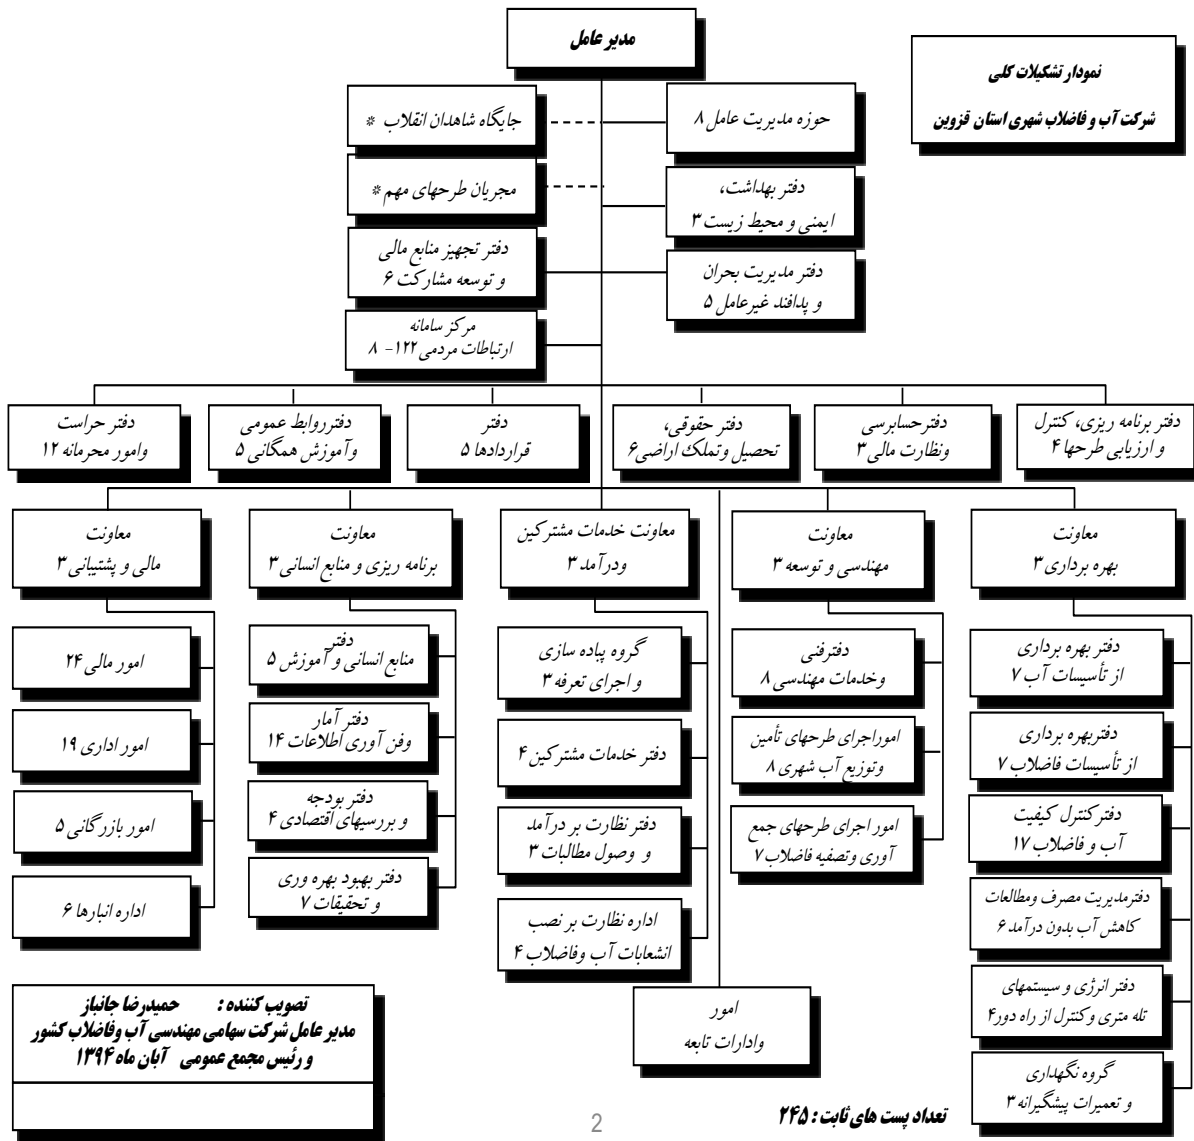 مدیر عامل
نمودار تشکیلات کلی
شرکت آب و فاضلاب شهری استان قزوین
جایگاه شاهدان انقلاب *
حوزه مدیریت عامل ۸
مجریان طرحهای مهم *
دفتر بهداشت،
ایمنی و محیط زیست ۳
دفتر تجهیز منابع مالی
و توسعه مشارکت ۶
دفتر مدیریت بحران
و پدافند غیرعامل ۵
مرکز سامانه
ارتباطات مردمی ۱۲۲- ۸
دفتر برنامه ریزی، کنترل
و ارزیابی طرحها ۴
دفترحسابرسی
ونظارت مالی ۳
دفتر حقوقی،
تحصیل وتملک اراضی۶
دفتر
قراردادها ۵
دفترروابط عمومی
وآموزش همگانی ۵
دفتر حراست
وامور محرمانه ۱۲
معاونت
بهره برداری ۳
معاونت
مهندسی و توسعه ۳
معاونت خدمات مشترکین
ودرآمد ۳
معاونت
برنامه ریزی و منابع انسانی ۳
معاونت
مالی و پشتیبانی ۳
دفتر بهره برداری
از تأسیسات آب ۷
دفتربهره برداری
از تأسیسات فاضلاب ۷
دفترکنترل کیفیت
آب و فاضلاب ۱۷
دفترمدیریت مصرف ومطالعات
کاهش آب بدون درآمد ۶
دفتر انرژی و سیستمهای
تله متری وکنترل از راه دور۴
گروه نگهداری
و تعمیرات پیشگیرانه ۳
دفترفنی
وخدمات مهندسی ۸
اموراجرای طرحهای تأمین
وتوزیع آب شهری ۸
امور اجرای طرحهای جمع
آوری وتصفیه فاضلاب ۷
گروه پباده سازی
و اجرای تعرفه ۳
دفتر خدمات مشترکین ۴
دفتر نظارت بر درآمد
و وصول مطالبات ۳
اداره نظارت بر نصب
انشعابات آب وفاضلاب ۴
دفتر
منابع انسانی و آموزش ۵
دفتر آمار
وفن آوری اطلاعات ۱۴
دفتر بودجه
و بررسیهای اقتصادی ۴
دفتر بهبود بهره وری
و تحقیقات ۷
امور مالی ۲۴
امور اداری ۱۹
امور بازرگانی ۵
اداره انبارها ۶
امور
وادارات تابعه
تصویب کننده : حمیدرضا جانباز
مدیر عامل شرکت سهامی مهندسی آب وفاضلاب کشور
و رئیس مجمع عمومی آبان ماه ۱۳۹۴
تعداد پست های ثابت : ۲۴۵
2